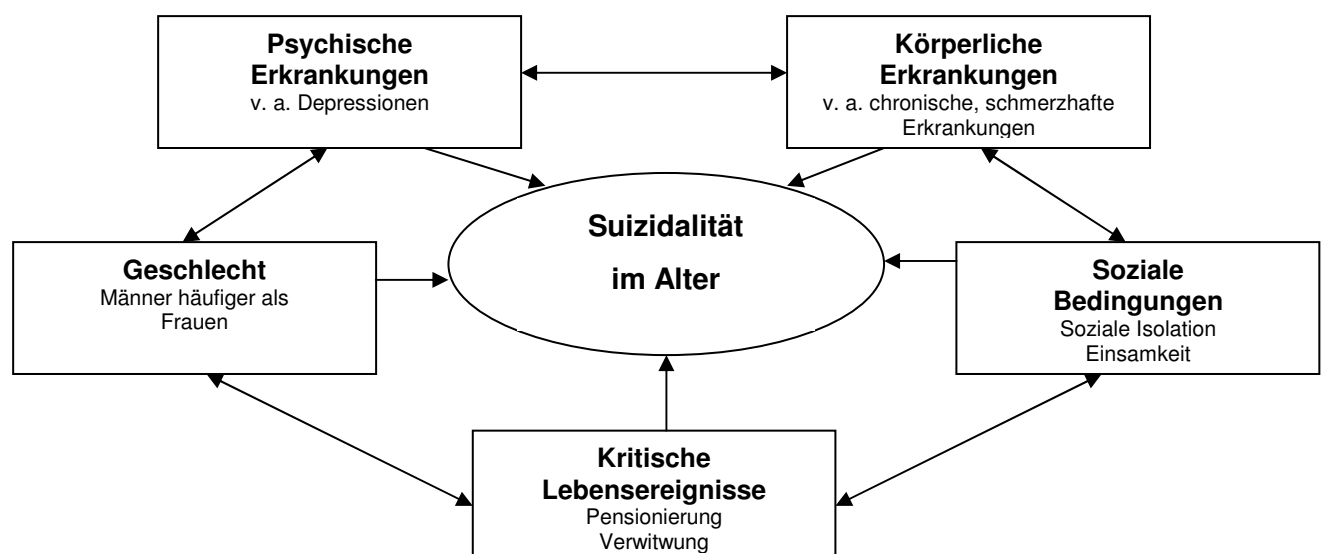 Psychische
Erkrankungen
v. a. Depressionen
Körperliche
Erkrankungen
v. a. chronische, schmerzhafte
Erkrankungen
Suizidalität
im Alter
Geschlecht
Männer häufiger als
Frauen
Soziale
Bedingungen
Soziale Isolation
Einsamkeit
Kritische
Lebensereignisse
Pensionierung
Verwitwung